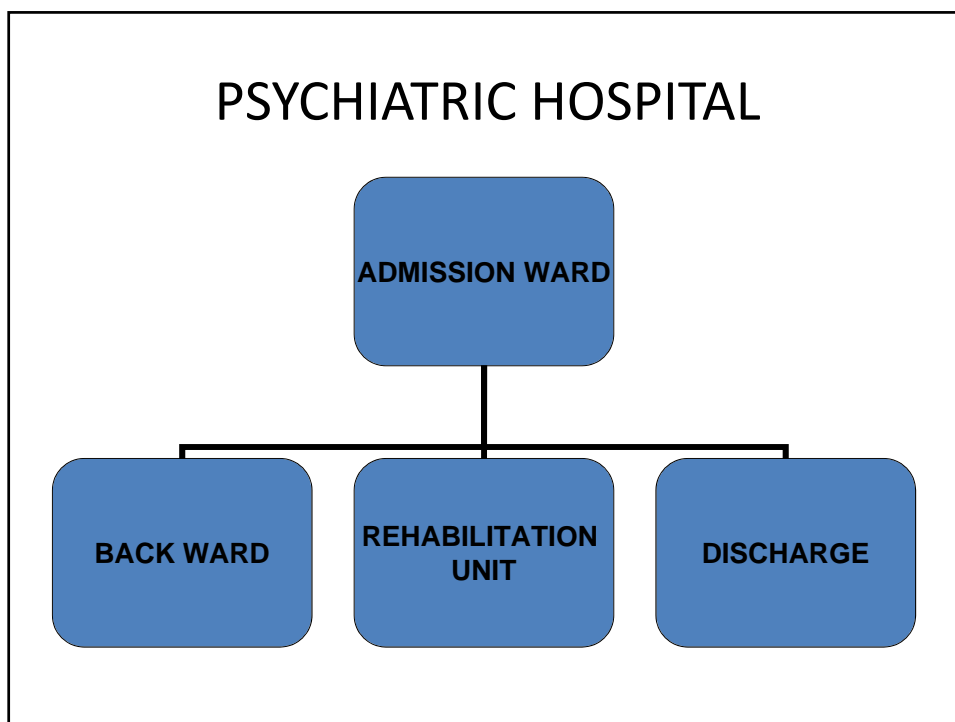 PSYCHIATRIC HOSPITAL
ADMISSION WARD
BACK WARD
REHABILITATION
UNIT
DISCHARGE